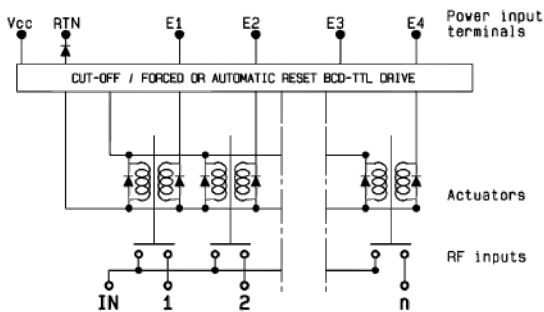 Vcc RTN E1 E2 E3 E4 Power input
terminals
CUT-OFF / FORCED OR AUTOMATIC RESET BCD-TTL DRIVE
Actuators
RF inputs
IN 1 2 n